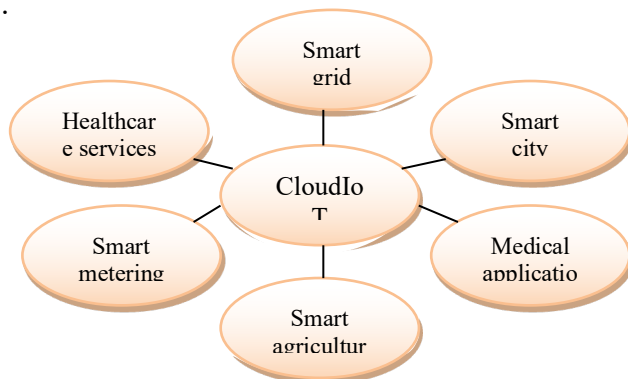 .
Smart
grid
Healthcar
e services
Smart
city
CloudIo
T
Smart
metering
Medical
applicatio
Smart
agricultur